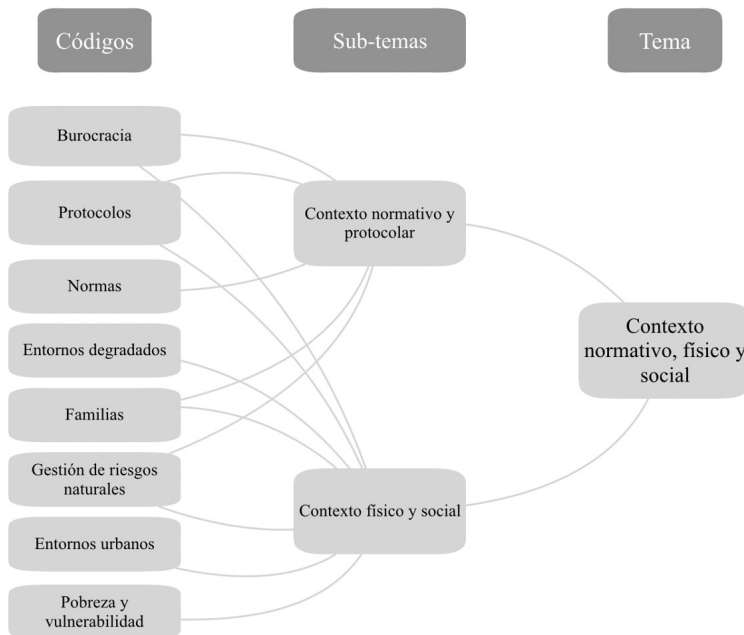 Códigos
Sub-temas
Tema
Burocracia
Protocolos
Normas
Entornos degradados
Familias
Gestión de riesgos
naturales
Entornos urbanos
Pobreza y
vulnerabilidad
Contexto normativo y
protocolar
Contexto físico y social
Contexto
normativo, físico y
social